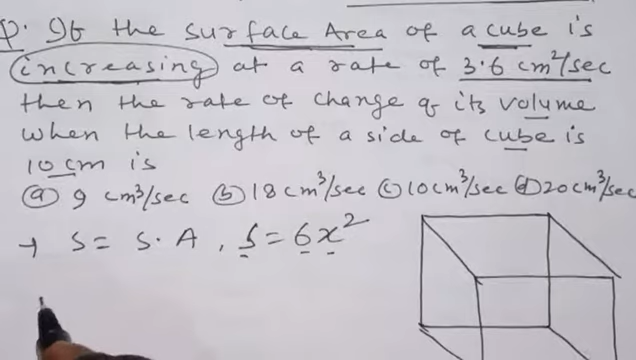 Q. If the surface Area of a cube is
increasing at a rate of 3.6 cm²/sec
then the rate of change of its volume
when the length of a side of cube is
10 cm is
(a) 9 cm³/sec (b) 18 cm³/sec (c) 10 cm³/sec (d) 20 cm³/sec
→ S = S.A, S = 6x²